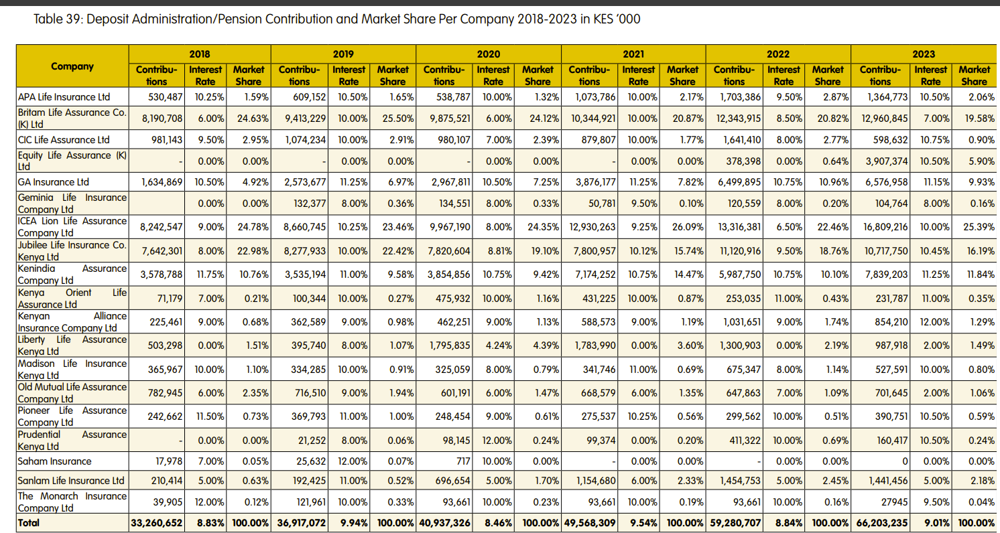 Table 39: Deposit Administration/Pension Contribution and Market Share Per Company 2018-2023 in KES ‘000
Company 2018 2019 2020 2021 2022 2023
Contribu-tions Interest Rate Market Share Contribu-tions Interest Rate Market Share Contribu-tions Interest Rate Market Share Contribu-tions Interest Rate Market Share Contribu-tions Interest Rate Market Share Contribu-tions Interest Rate Market Share
APA Life Insurance Ltd 530,487 10.25% 1.59% 609,152 10.50% 1.65% 538,787 10.00% 1.32% 1,073,786 10.00% 2.17% 1,703,386 9.50% 2.87% 1,364,773 10.50% 2.06%
Britam Life Assurance Co. (K) Ltd 8,190,708 6.00% 24.63% 9,413,229 10.00% 25.50% 9,875,521 6.00% 24.12% 10,344,921 10.00% 20.87% 12,343,915 8.50% 20.82% 12,960,845 7.00% 19.58%
CIC Life Assurance Ltd 981,143 9.50% 2.95% 1,074,234 10.00% 2.91% 980,107 7.00% 2.39% 879,807 10.00% 1.77% 1,641,410 8.00% 2.77% 598,632 10.75% 0.90%
Equity Life Assurance (K) Ltd - 0.00% 0.00% - 0.00% 0.00% - 0.00% 0.00% - 0.00% 0.00% 378,398 0.00% 0.64% 3,907,374 10.50% 5.90%
GA Insurance Ltd 1,634,869 10.50% 4.92% 2,573,677 11.25% 6.97% 2,967,811 10.50% 7.25% 3,876,177 11.25% 7.82% 6,499,895 10.75% 10.96% 6,576,958 11.15% 9.93%
Geminia Life Insurance Company Ltd 0.00% 0.00% 132,377 8.00% 0.36% 134,551 8.00% 0.33% 50,781 9.50% 0.10% 120,559 8.00% 0.20% 104,764 8.00% 0.16%
ICEA Lion Life Assurance Company Ltd 8,242,547 9.00% 24.78% 8,660,745 10.25% 23.46% 9,967,190 8.00% 24.35% 12,930,263 9.25% 26.09% 13,316,381 6.50% 22.46% 16,809,216 10.00% 25.39%
Jubilee Life Insurance Co. Kenya Ltd 7,642,301 8.00% 22.98% 8,277,933 10.00% 22.42% 7,820,604 8.81% 19.10% 7,800,957 10.12% 15.74% 11,120,916 9.50% 18.76% 10,717,750 10.45% 16.19%
Kenindia Assurance Company Ltd 3,578,788 11.75% 10.76% 3,535,194 11.00% 9.58% 3,854,856 10.75% 9.42% 7,174,252 10.75% 14.47% 5,987,750 10.75% 10.10% 7,839,203 11.25% 11.84%
Kenya Orient Life Assurance Ltd 71,179 7.00% 0.21% 100,344 10.00% 0.27% 475,932 10.00% 1.16% 431,225 10.00% 0.87% 253,035 11.00% 0.43% 231,787 11.00% 0.35%
Kenyan Alliance Insurance Company Ltd 225,461 9.00% 0.68% 362,589 9.00% 0.98% 462,251 9.00% 1.13% 588,573 9.00% 1.19% 1,031,651 9.00% 1.74% 854,210 12.00% 1.29%
Liberty Life Assurance Kenya Ltd 503,298 0.00% 1.51% 395,740 8.00% 1.07% 1,795,835 4.24% 4.39% 1,783,990 0.00% 3.60% 1,300,903 0.00% 2.19% 987,918 2.00% 1.49%
Madison Life Insurance Kenya Ltd 365,967 10.00% 1.10% 334,285 10.00% 0.91% 325,059 8.00% 0.79% 341,746 11.00% 0.69% 675,347 8.00% 1.14% 527,591 10.00% 0.80%
Old Mutual Life Assurance Company Ltd 782,945 6.00% 2.35% 716,510 9.00% 1.94% 601,191 6.00% 1.47% 668,579 6.00% 1.35% 647,863 7.00% 1.09% 701,645 2.00% 1.06%
Pioneer Life Assurance Company Ltd 242,662 11.50% 0.73% 369,793 11.00% 1.00% 248,454 9.00% 0.61% 275,537 10.25% 0.56% 299,562 10.00% 0.51% 390,751 10.50% 0.59%
Prudential Assurance Kenya Ltd - 0.00% 0.00% 21,252 8.00% 0.06% 98,145 12.00% 0.24% 99,374 0.00% 0.20% 411,322 10.00% 0.69% 160,417 10.50% 0.24%
Saham Insurance 17,978 7.00% 0.05% 25,632 12.00% 0.07% 717 10.00% 0.00% - 0.00% 0.00% - 0.00% 0.00% 0 0.00% 0.00%
Sanlam Life Insurance Ltd 210,414 5.00% 0.63% 192,425 11.00% 0.52% 696,654 5.00% 1.70% 1,154,680 6.00% 2.33% 1,454,753 5.00% 2.45% 1,441,456 5.00% 2.18%
The Monarch Insurance Company Ltd 39,905 12.00% 0.12% 121,961 10.00% 0.33% 93,661 10.00% 0.23% 93,661 10.00% 0.19% 93,661 10.00% 0.16% 27945 9.50% 0.04%
Total 33,260,652 8.83% 100.00% 36,917,072 9.94% 100.00% 40,937,326 8.46% 100.00% 49,568,309 9.54% 100.00% 59,280,707 8.84% 100.00% 66,203,235 9.01% 100.00%